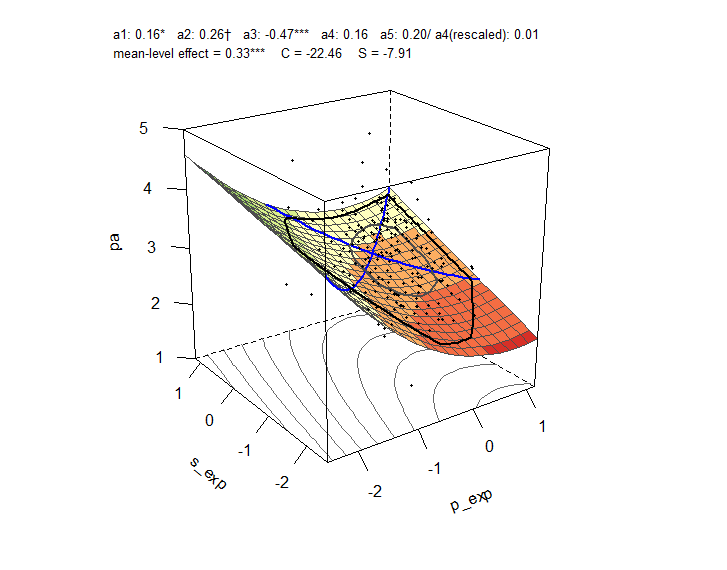 a1: 0.16* a2: 0.26† a3: -0.47*** a4: 0.16 a5: 0.20/ a4(rescaled): 0.01
mean-level effect = 0.33*** C = -22.46 S = -7.91
5
4
pa
3
2
1
1
0
-1
-2
s_exp
-2
-1
0
1
p_exp